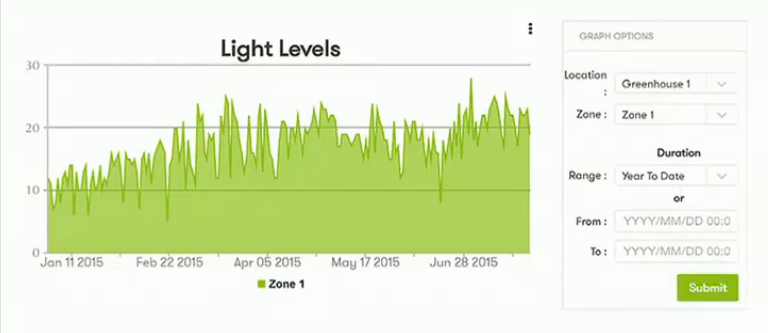 Light Levels
30
20
10
0
Jan 11 2015 Feb 22 2015 Apr 05 2015 May 17 2015 Jun 28 2015
Zone 1
GRAPH OPTIONS
Location : Greenhouse 1
Zone : Zone 1
Duration
Range : Year To Date
or
From : YYYY/MM/DD 00:0
To : YYYY/MM/DD 00:0
Submit